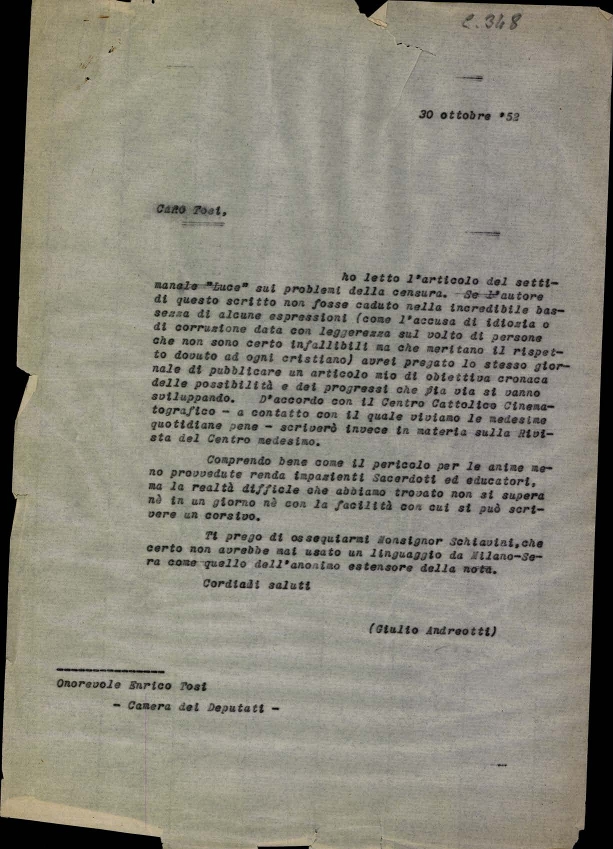 C.348
30 ottobre '52
Caro Tosi,
ho letto l'articolo del setti-
manale "Luce" sui problemi della censura. Se l'autore
di questo scritto non fosse caduto nella incredibile bas-
sezza di alcune espressioni (come l'accusa di idiozia o
di corruzione data con leggerezza sul volto di persone
che non sono certo infallibili ma che meritano il rispet-
to dovuto ad ogni cristiano) avrei pregato lo stesso gior-
nale di pubblicare un articolo mio di obiettiva cronaca
delle possibilità e dei progressi che via via si vanno
sviluppando. D'accordo con il Centro Cattolico Cinema-
tografico - a contatto con il quale viviamo le medesime
quotidiane pene - scriverò invece in materia sulla Rivi-
sta del Centro medesimo.
Comprendo bene come il pericolo per le anime me-
no provvedute renda impazienti Sacerdoti ed educatori,
ma la realtà difficle che abbiamo trovato non si supera
nè in un giorno nè con la facilità con cui si può scri-
vere un corsivo.
Ti prego di ossequiarmi Monsignor Schiavini,che
certo non avrebbe mai usato un linguaggio da Milano-Se-
ra come quello dell'anonimo estensore della nota.
Cordiali saluti
(Giulio Andreotti)
Onorevole Enrico Tosi
- Camera dei Deputati -